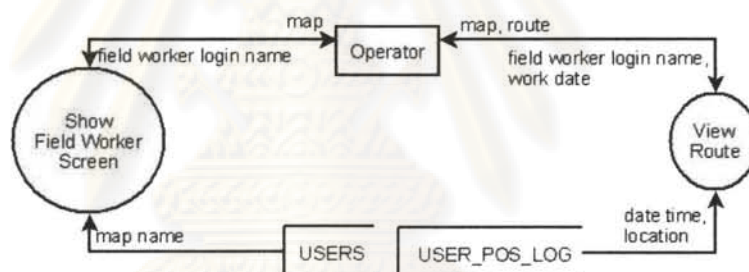 map
Operator
map, route
field worker login name
field worker login name,
work date
Show
Field Worker
Screen
View
Route
map name
USERS
USER_POS_LOG
date time,
location